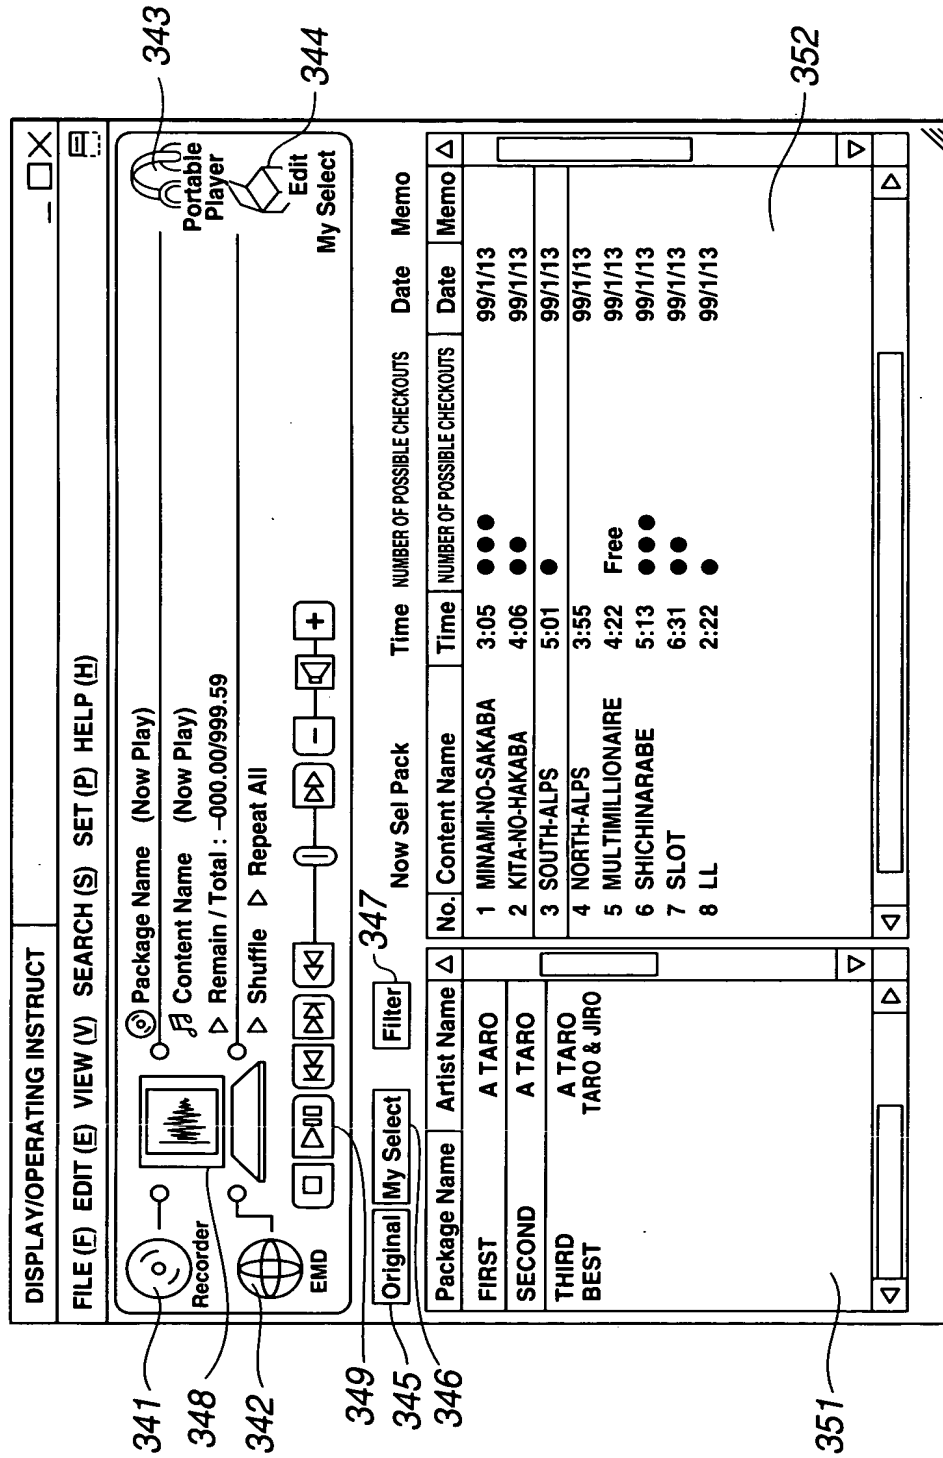 DISPLAY/OPERATING INSTRUCT
FILE (F) EDIT (E) VIEW (V) SEARCH (S) SET (P) HELP (H)
341
348
342
349
345
346
351
343
344
347
352
Recorder
EMD
Package Name (Now Play)
Content Name (Now Play)
▷ Remain / Total : –000.00/999.59
▷ Shuffle ▷ Repeat All
Portable
Player
Edit
My Select
– +
Original My Select Filter
Now Sel Pack Time NUMBER OF POSSIBLE CHECKOUTS Date Memo
Package Name Artist Name
FIRST A TARO
SECOND A TARO
THIRD A TARO
BEST TARO & JIRO
No. Content Name Time NUMBER OF POSSIBLE CHECKOUTS Date Memo
1 MINAMI-NO-SAKABA 3:05 ●●● 99/1/13
2 KITA-NO-HAKABA 4:06 ●● 99/1/13
3 SOUTH-ALPS 5:01 ● 99/1/13
4 NORTH-ALPS 3:55 99/1/13
5 MULTIMILLIONAIRE 4:22 Free 99/1/13
6 SHICHINARABE 5:13 ●●● 99/1/13
7 SLOT 6:31 ●● 99/1/13
8 LL 2:22 ● 99/1/13